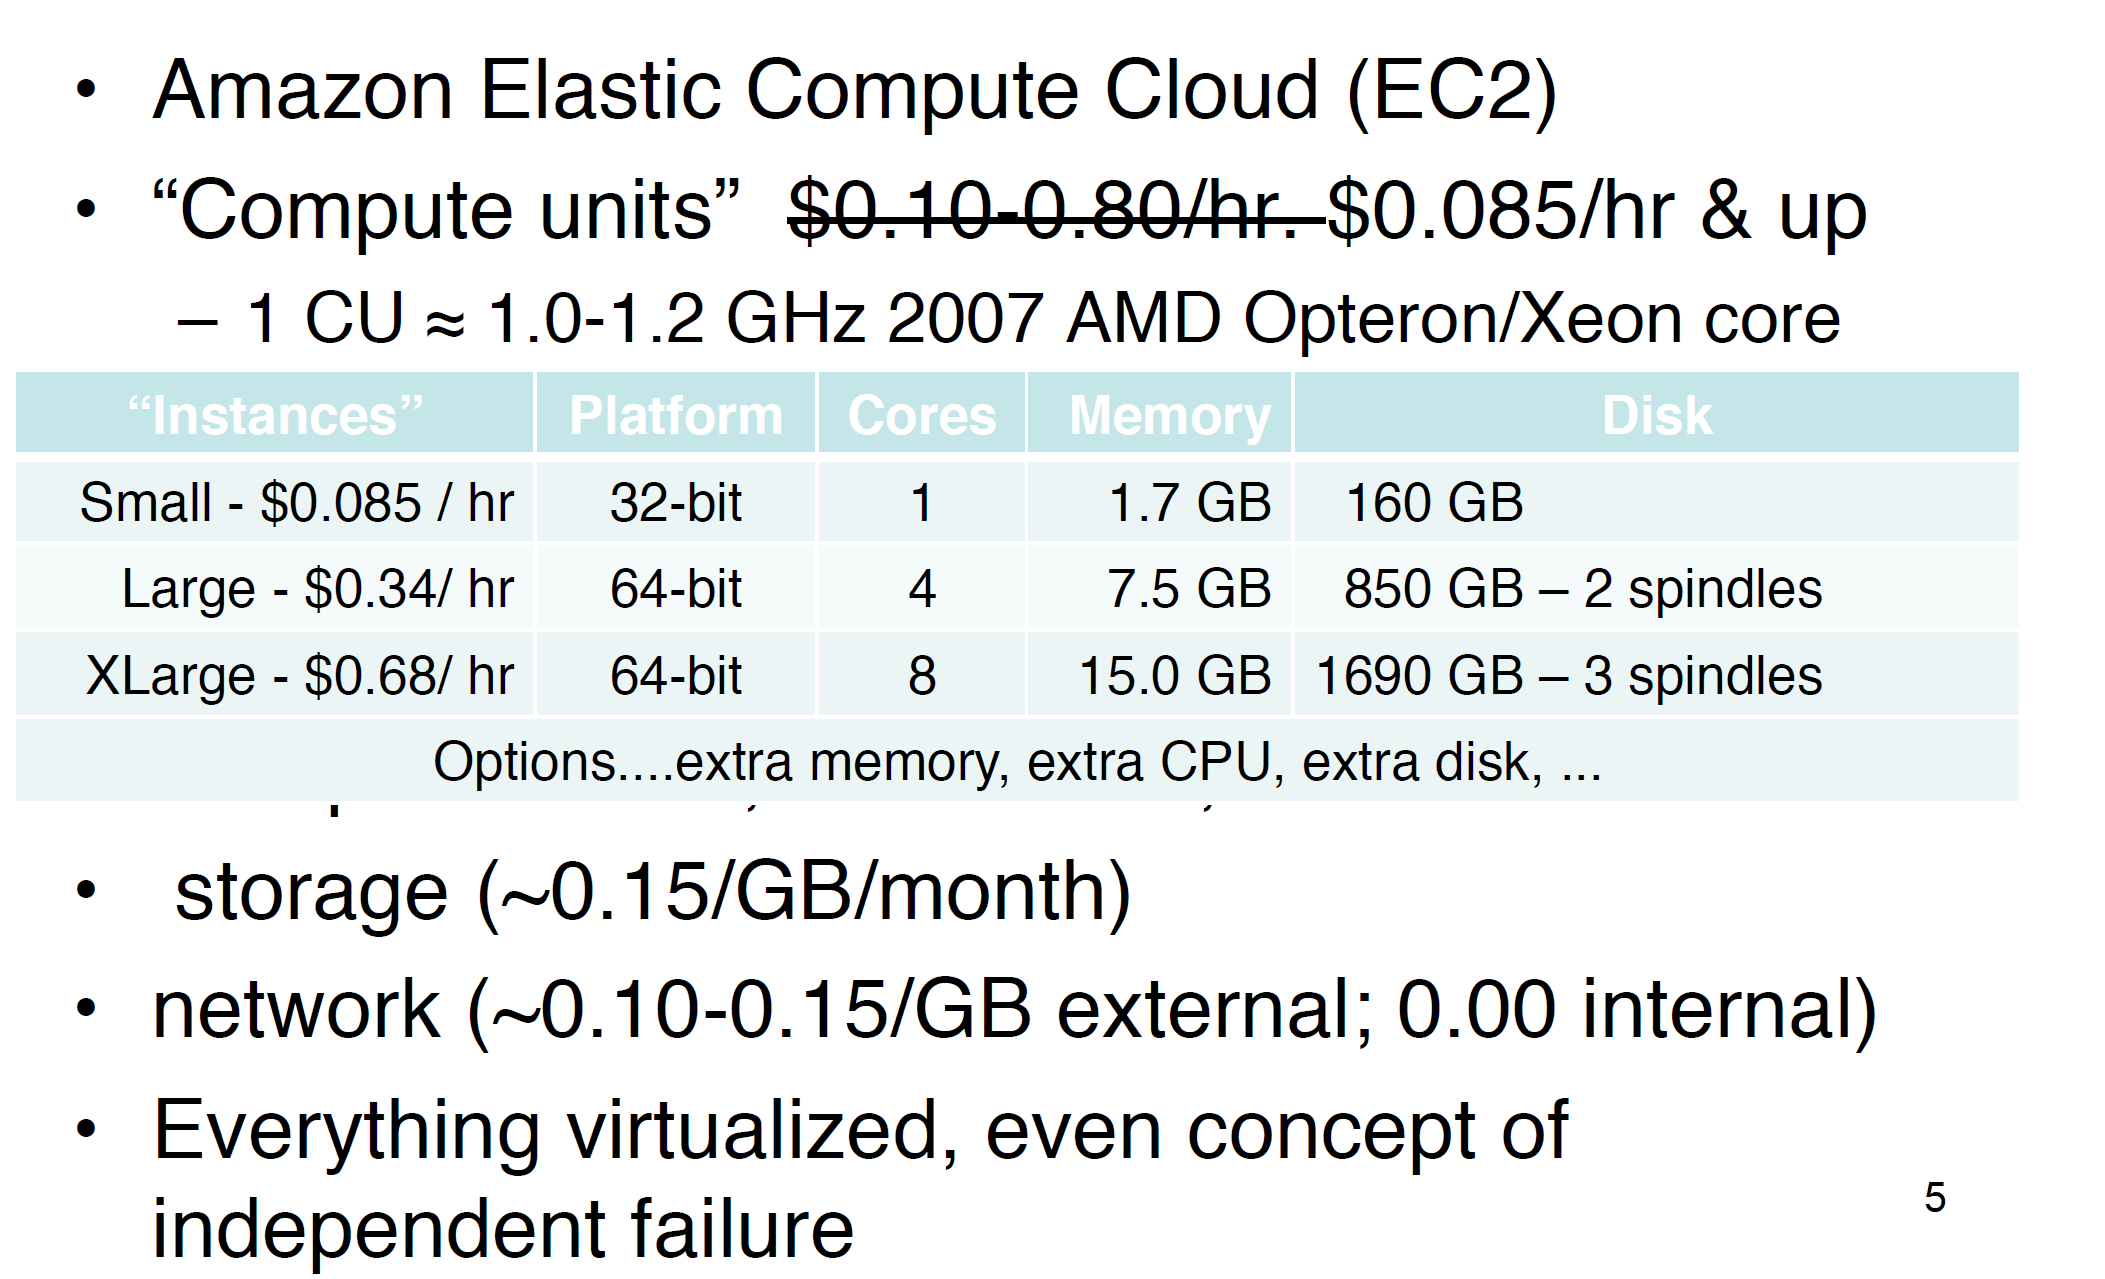 • Amazon Elastic Compute Cloud (EC2)
• “Compute units” $0.10-0.80/hr. $0.085/hr & up
– 1 CU ≈ 1.0-1.2 GHz 2007 AMD Opteron/Xeon core
“Instances” Platform Cores Memory Disk
Small - $0.085 / hr 32-bit 1 1.7 GB 160 GB
Large - $0.34/ hr 64-bit 4 7.5 GB 850 GB – 2 spindles
XLarge - $0.68/ hr 64-bit 8 15.0 GB 1690 GB – 3 spindles
Options....extra memory, extra CPU, extra disk, ...
• storage (~0.15/GB/month)
• network (~0.10-0.15/GB external; 0.00 internal)
• Everything virtualized, even concept of
independent failure
5